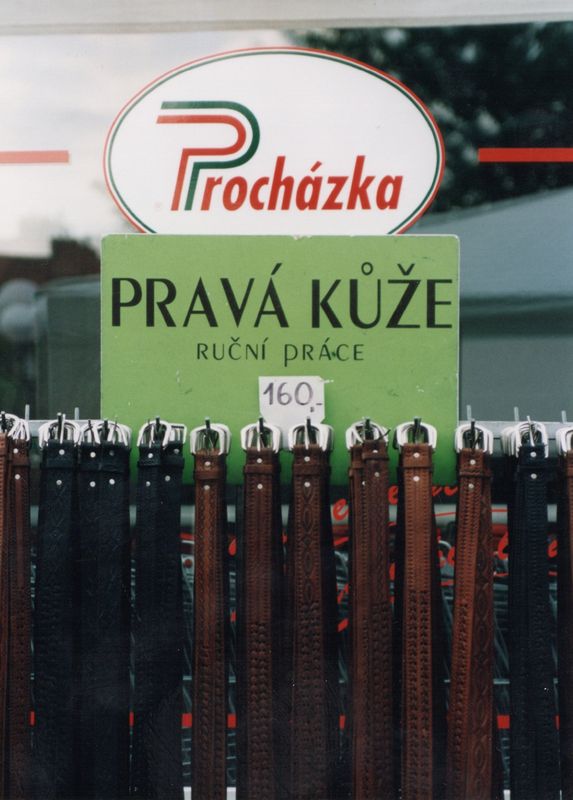 Procházka
PRAVÁ KŮŽE
RUČNÍ PRÁCE
160,-